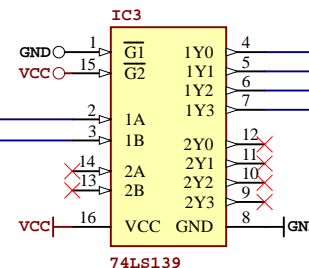 IC3
GND 1 G1 1Y0 4
VCC 15 G2 1Y1 5
1Y2 6
2 1A 1Y3 7
3 1B
2Y0 12
14 2A 2Y1 11
13 2B 2Y2 10
2Y3 9
VCC 16 VCC GND 8 GN
74LS139